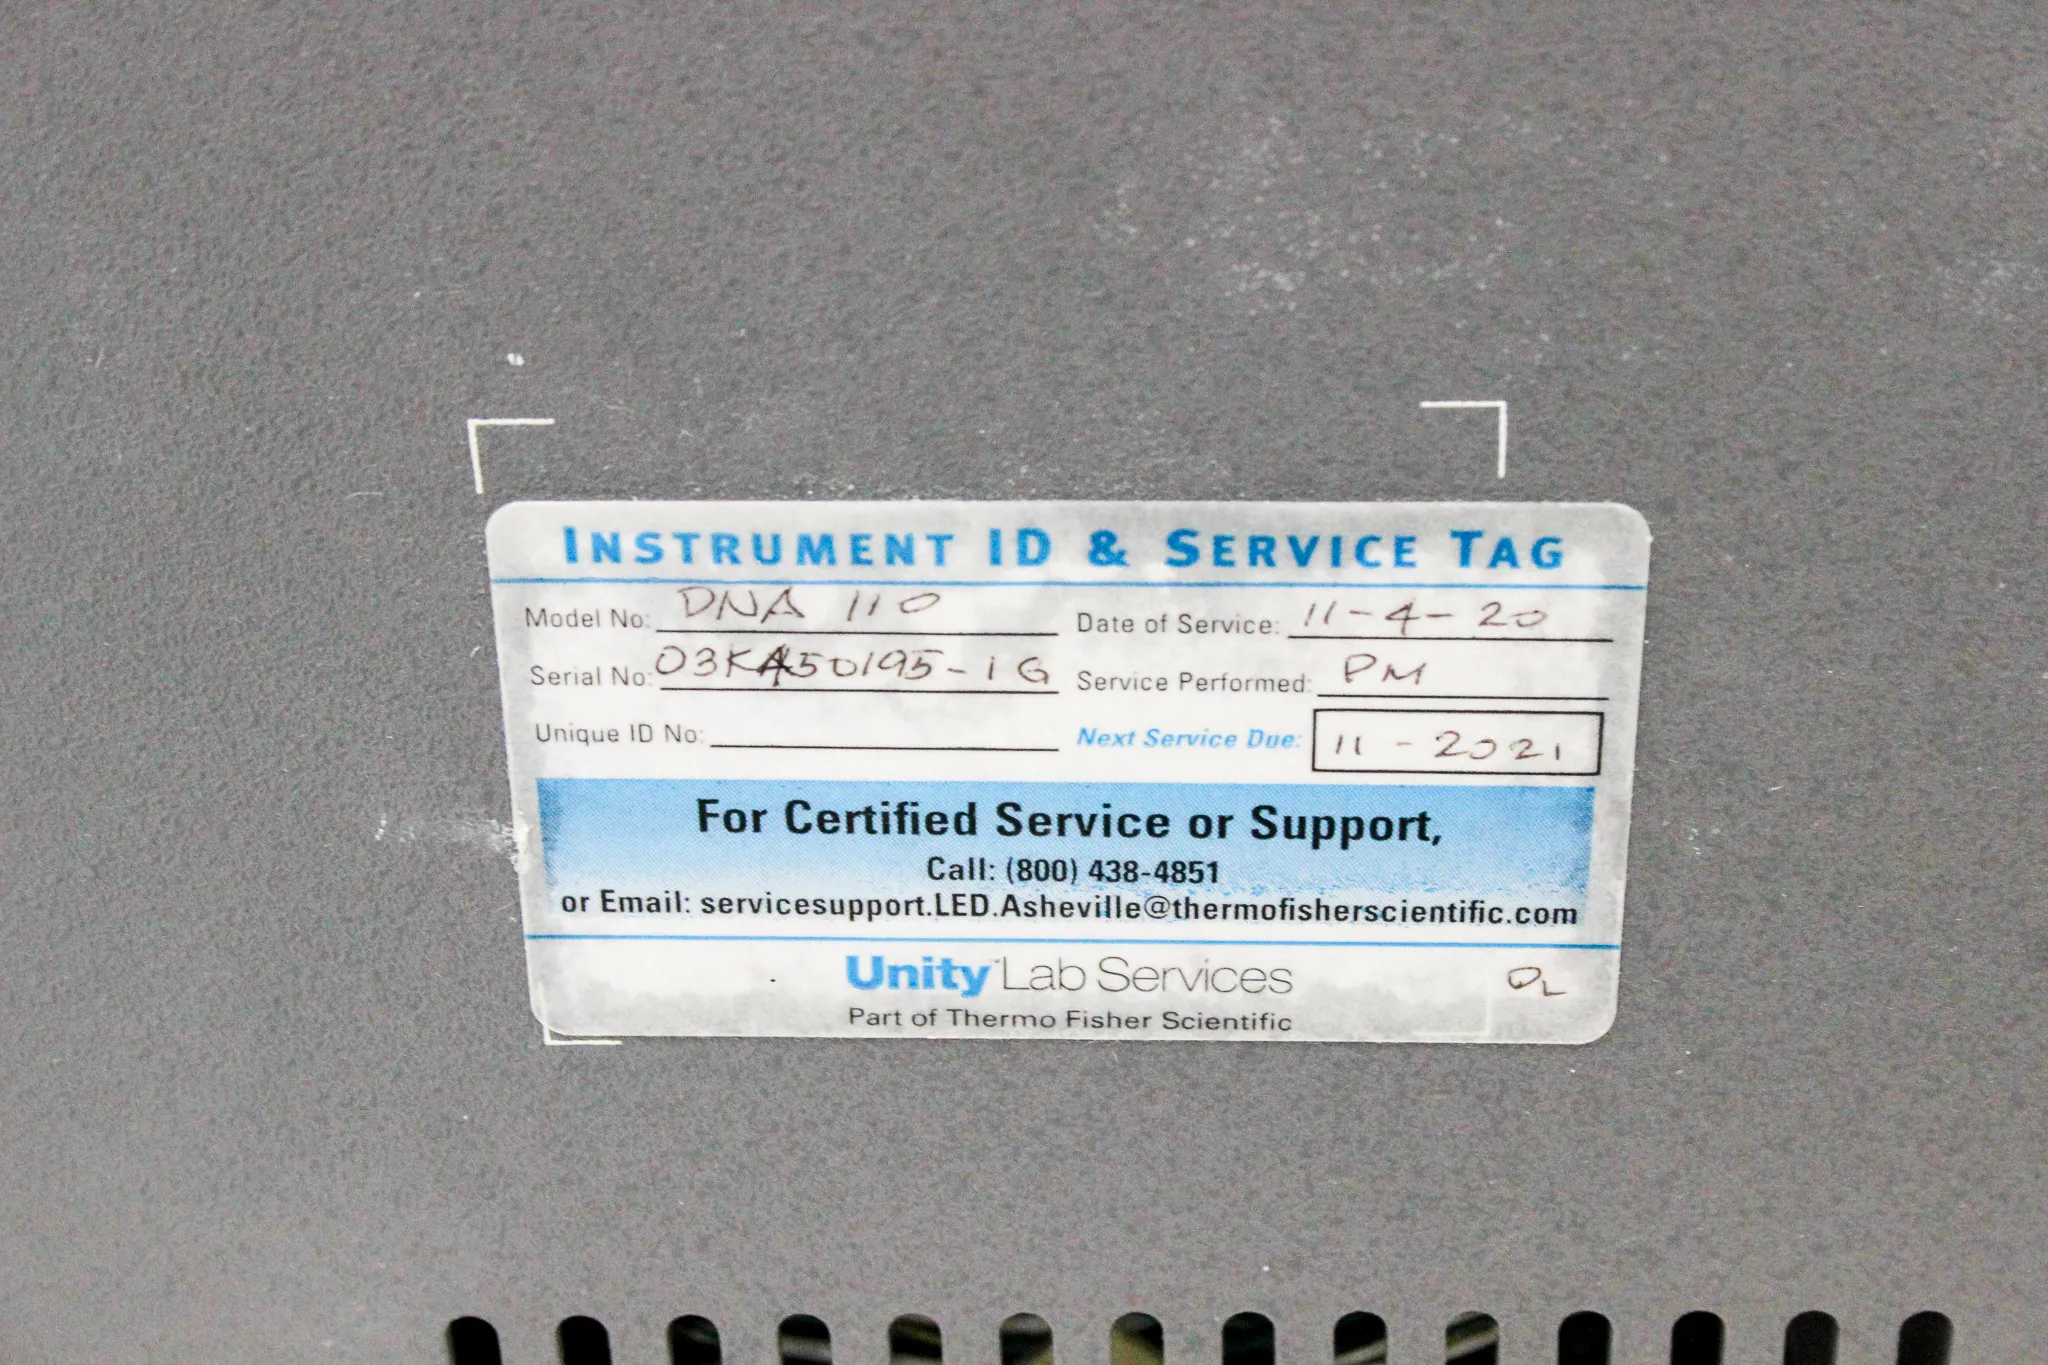 INSTRUMENT ID & SERVICE TAG
Model No: DNA 110 Date of Service: 11-4-20
Serial No: 03KA50195-1G Service Performed: PM
Unique ID No: Next Service Due: 11-2021
For Certified Service or Support,
Call: (800) 438-4851
or Email: servicesupport.LED.Asheville@thermofisherscientific.com
Unity™ Lab Services DL
Part of Thermo Fisher Scientific